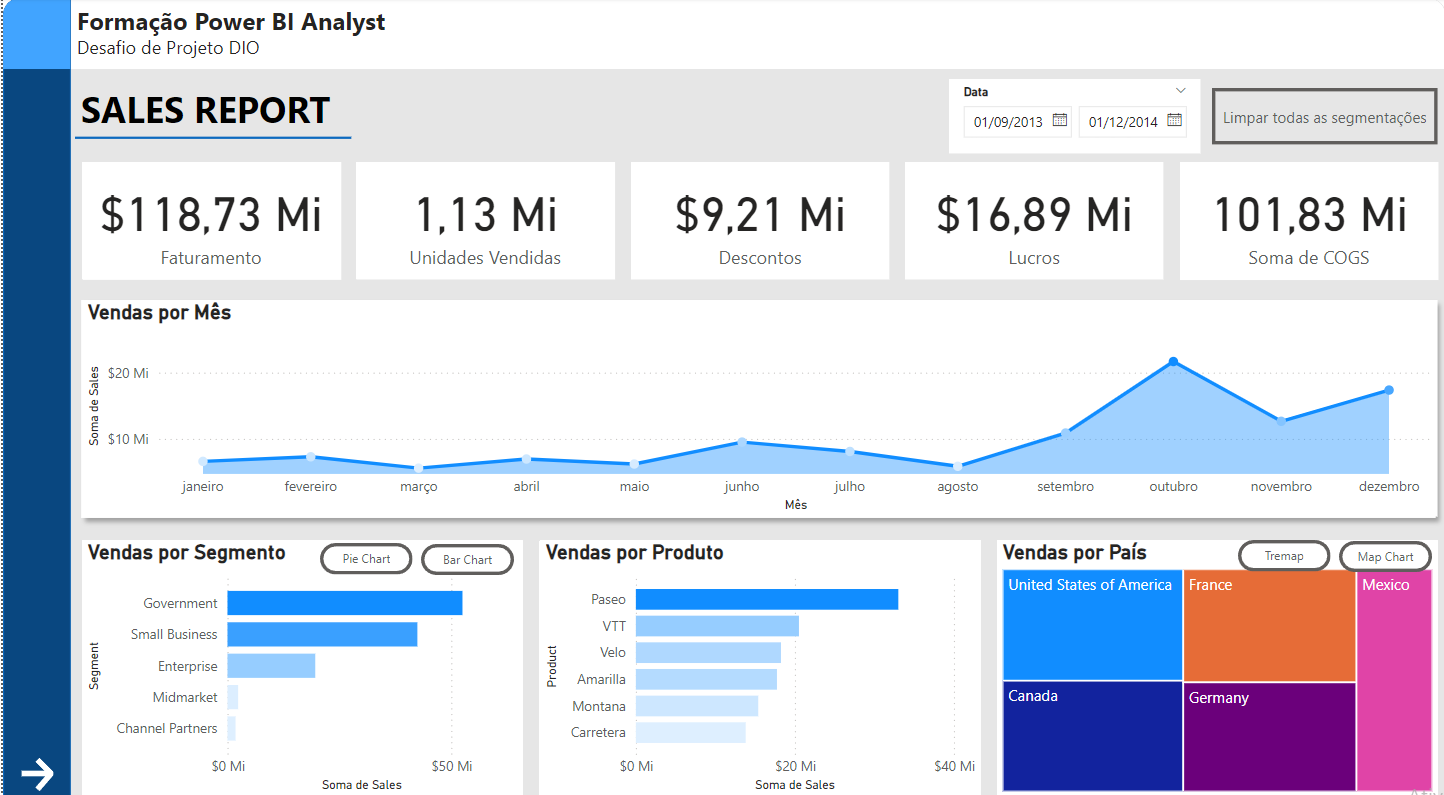 Formação Power BI Analyst
Desafio de Projeto DIO
SALES REPORT
Data
01/09/2013
01/12/2014
Limpar todas as segmentações
$118,73 Mi
Faturamento
1,13 Mi
Unidades Vendidas
$9,21 Mi
Descontos
$16,89 Mi
Lucros
101,83 Mi
Soma de COGS
Vendas por Mês
Soma de Sales
$20 Mi
$10 Mi
janeiro
fevereiro
março
abril
maio
junho
julho
agosto
setembro
outubro
novembro
dezembro
Mês
Vendas por Segmento
Pie Chart
Bar Chart
Segment
Government
Small Business
Enterprise
Midmarket
Channel Partners
$0 Mi
$50 Mi
Soma de Sales
Vendas por Produto
Product
Paseo
VTT
Velo
Amarilla
Montana
Carretera
$0 Mi
$20 Mi
$40 Mi
Soma de Sales
Vendas por País
Tremap
Map Chart
United States of America
France
Mexico
Canada
Germany